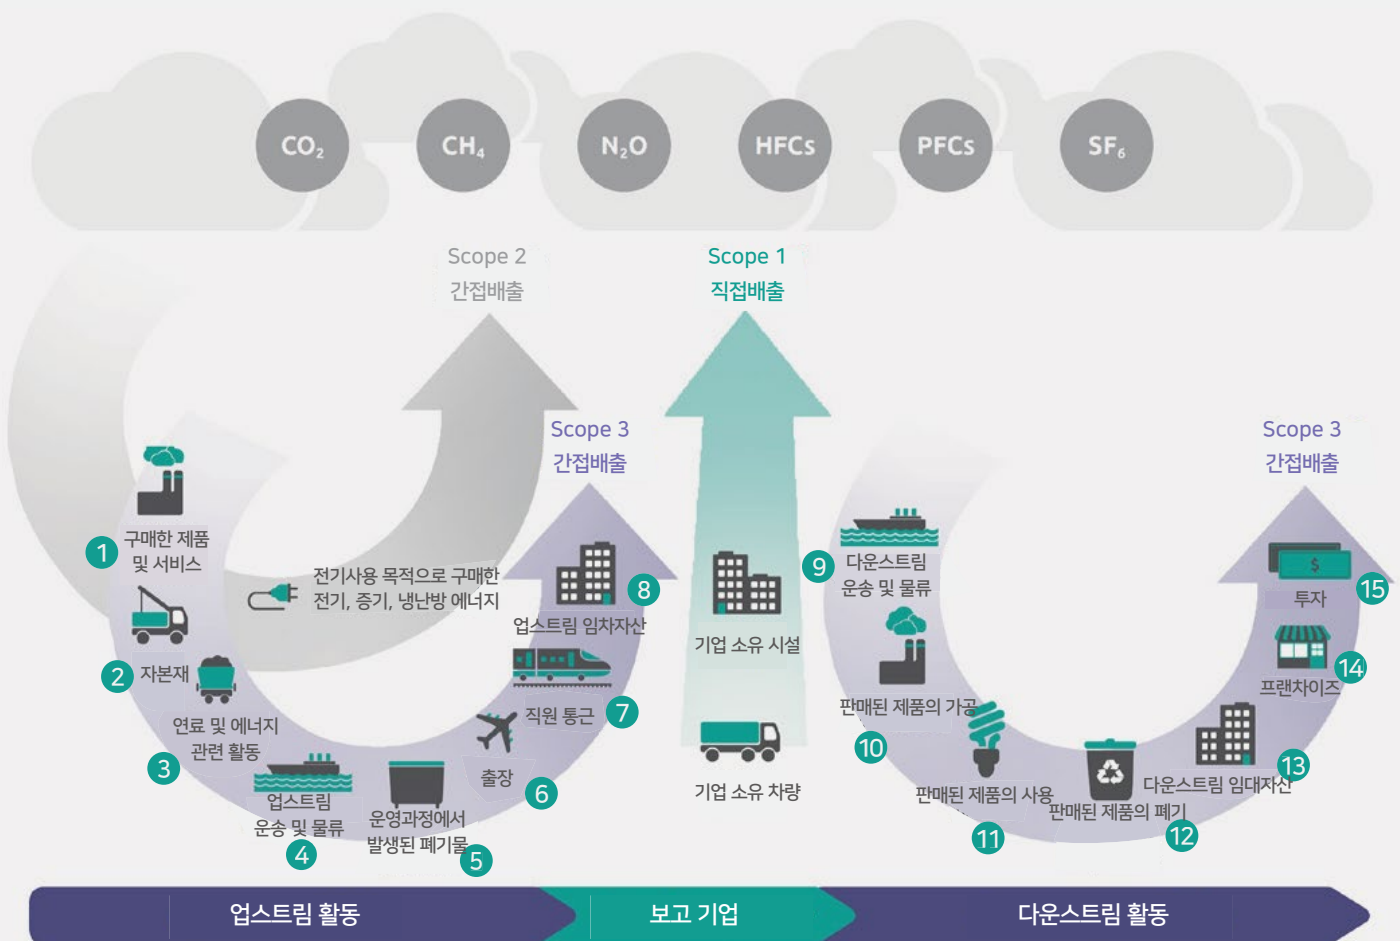 CO₂
CH₄
N₂O
HFCs
PFCs
SF₆
Scope 2
간접배출
Scope 1
직접배출
Scope 3
간접배출
Scope 3
간접배출
1
구매한 제품
및 서비스
2
자본재
3
연료 및 에너지
관련 활동
4
업스트림
운송 및 물류
5
운영과정에서
발생된 폐기물
6
출장
7
직원 통근
8
업스트림 임차자산
전기사용 목적으로 구매한
전기, 증기, 냉난방 에너지
기업 소유 시설
기업 소유 차량
9
다운스트림
운송 및 물류
10
판매된 제품의 가공
11
판매된 제품의 사용
12
판매된 제품의 폐기
13
다운스트림 임대자산
14
프랜차이즈
15
$
투자
업스트림 활동
보고 기업
다운스트림 활동